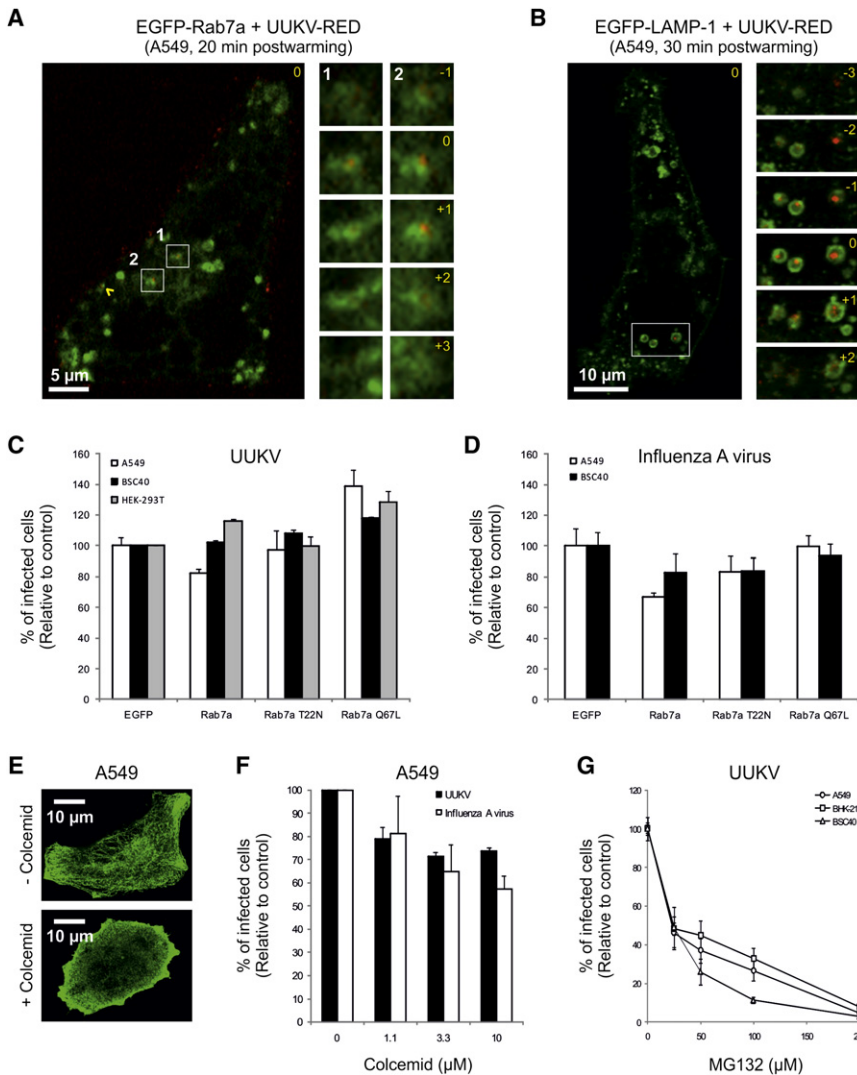 A
EGFP-Rab7a + UUKV-RED
(A549, 20 min postwarming)
0
1
2
5 µm
1
2
-1
0
+1
+2
+3
B
EGFP-LAMP-1 + UUKV-RED
(A549, 30 min postwarming)
0
10 µm
-3
-2
-1
0
+1
+2
C
UUKV
% of infected cells
(Relative to control)
160
140
120
100
80
60
40
20
0
A549
BSC40
HEK-293T
EGFP
Rab7a
Rab7a T22N
Rab7a Q67L
D
Influenza A virus
% of infected cells
(Relative to control)
160
140
120
100
80
60
40
20
0
A549
BSC40
EGFP
Rab7a
Rab7a T22N
Rab7a Q67L
E
A549
- Colcemid
10 µm
+ Colcemid
10 µm
F
A549
% of infected cells
(Relative to control)
100
90
80
70
60
50
40
30
20
10
0
UUKV
Influenza A virus
0
1.1
3.3
10
Colcemid (µM)
G
UUKV
% of infected cells
(Relative to control)
120
100
80
60
40
20
0
A549
BHK-21
BSC40
0
50
100
150
MG132 (µM)